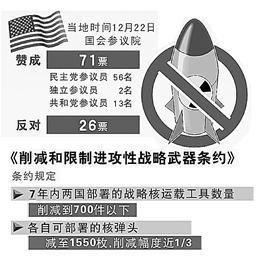 当地时间12月22日
国会参议院
赞成 71票
民主党参议员 56名
独立参议员 2名
共和党参议员 13名
反对 26票
《削减和限制进攻性战略武器条约》
条约规定
7年内两国部署的战略核运载工具数量
削减到700件以下
各自可部署的核弹头
减至1550枚,削减幅度近1/3